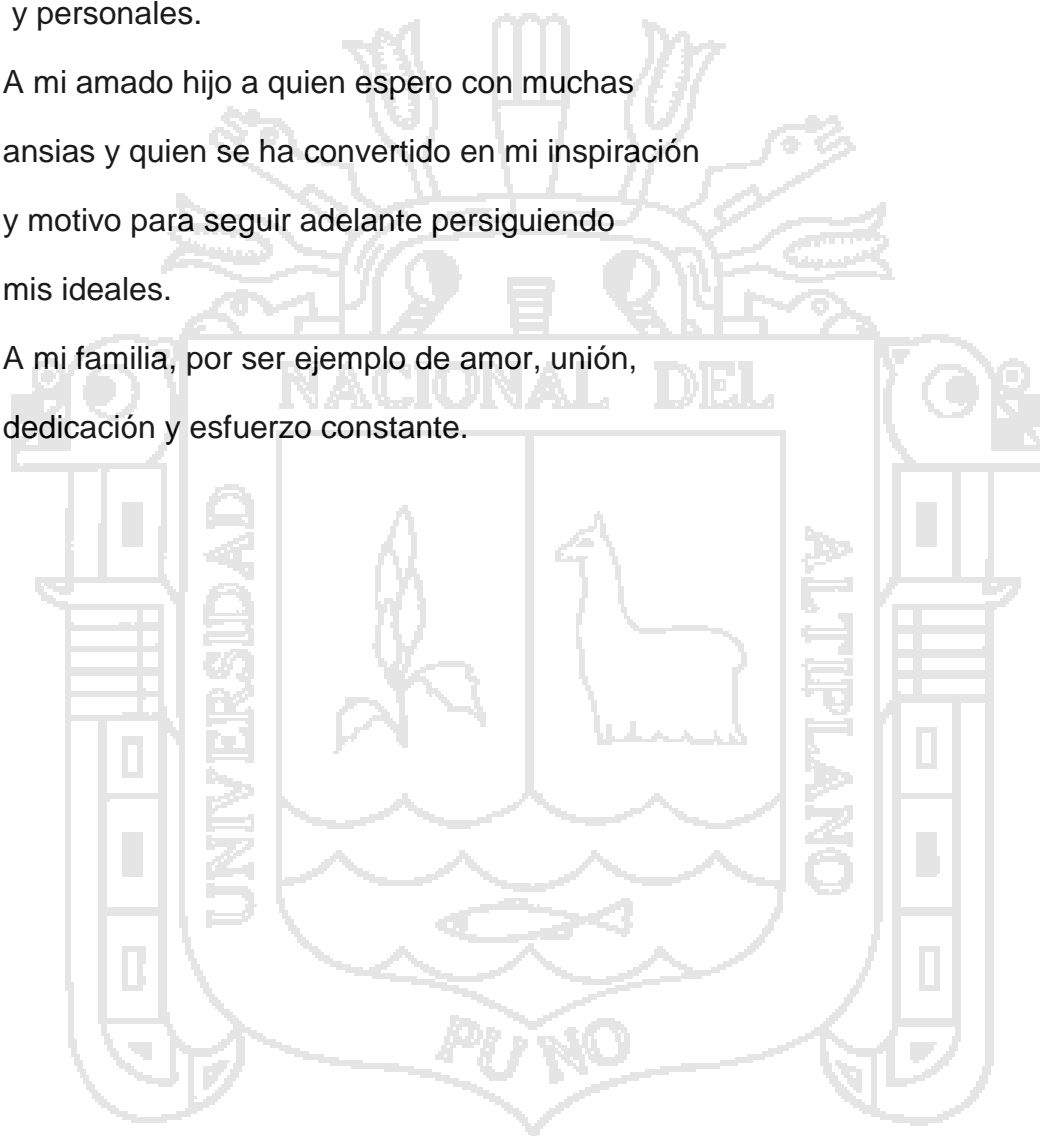 y personales.
A mi amado hijo a quien espero con muchas
ansias y quien se ha convertido en mi inspiración
y motivo para seguir adelante persiguiendo
mis ideales.
A mi familia, por ser ejemplo de amor, unión,
dedicación y esfuerzo constante.
UNIVERSIDAD
NACIONAL DEL
ALTIPLANO
PUNO